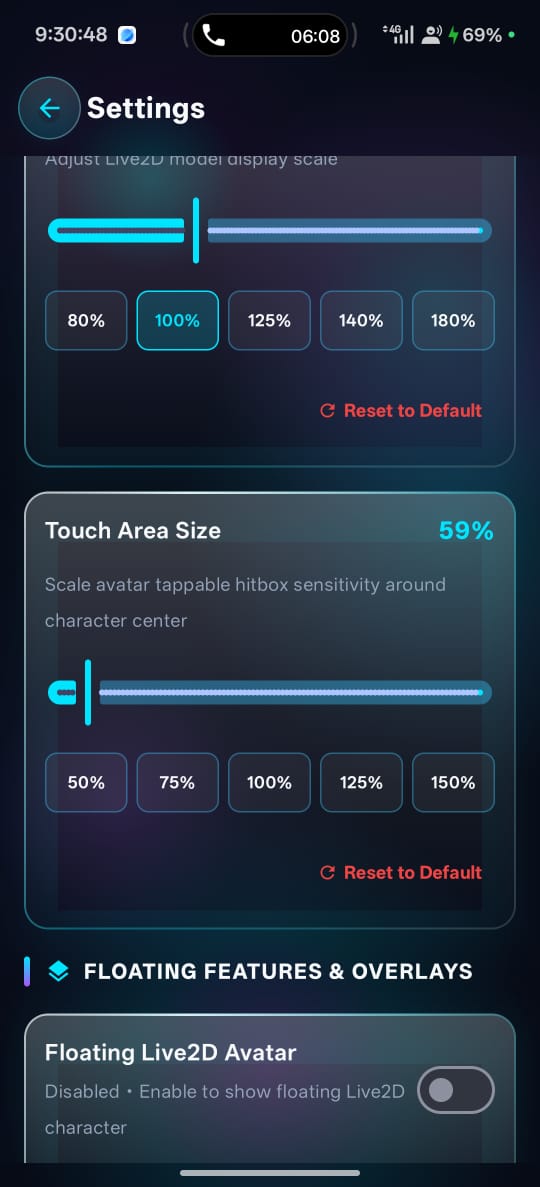 9:30:48
06:08
4G
69%
Settings
Adjust Live2D model display scale
80%
100%
125%
140%
180%
Reset to Default
Touch Area Size
59%
Scale avatar tappable hitbox sensitivity around
character center
50%
75%
100%
125%
150%
Reset to Default
FLOATING FEATURES & OVERLAYS
Floating Live2D Avatar
Disabled • Enable to show floating Live2D
character